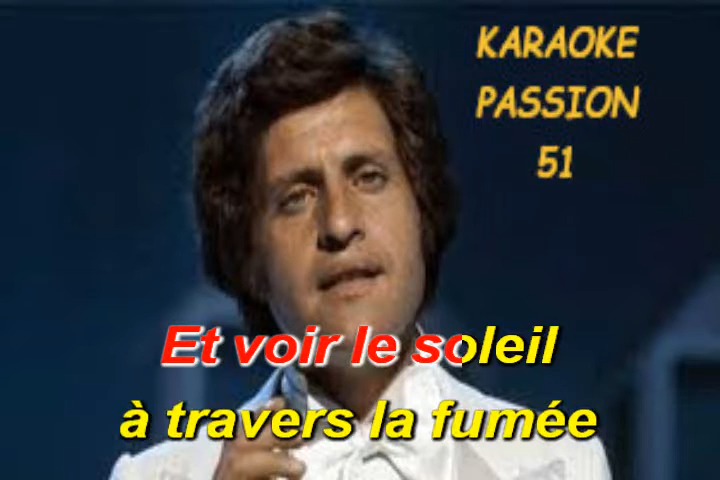 KARAOKE
PASSION
51
Et voir le soleil
à travers la fumée